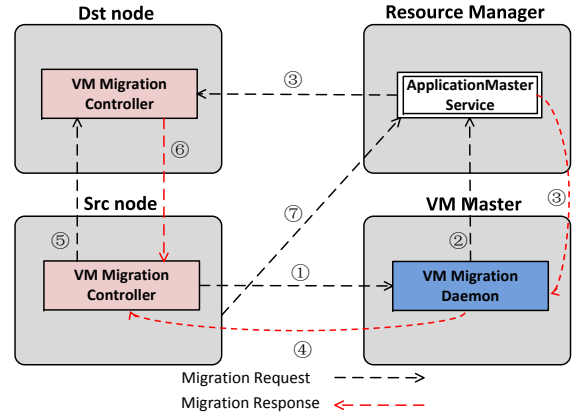 Dst node
Resource Manager
VM Migration
Controller
③
ApplicationMaster
Service
⑥
⑦
③
Src node
VM Master
⑤
②
①
VM Migration
Controller
VM Migration
Daemon
④
Migration Request
Migration Response